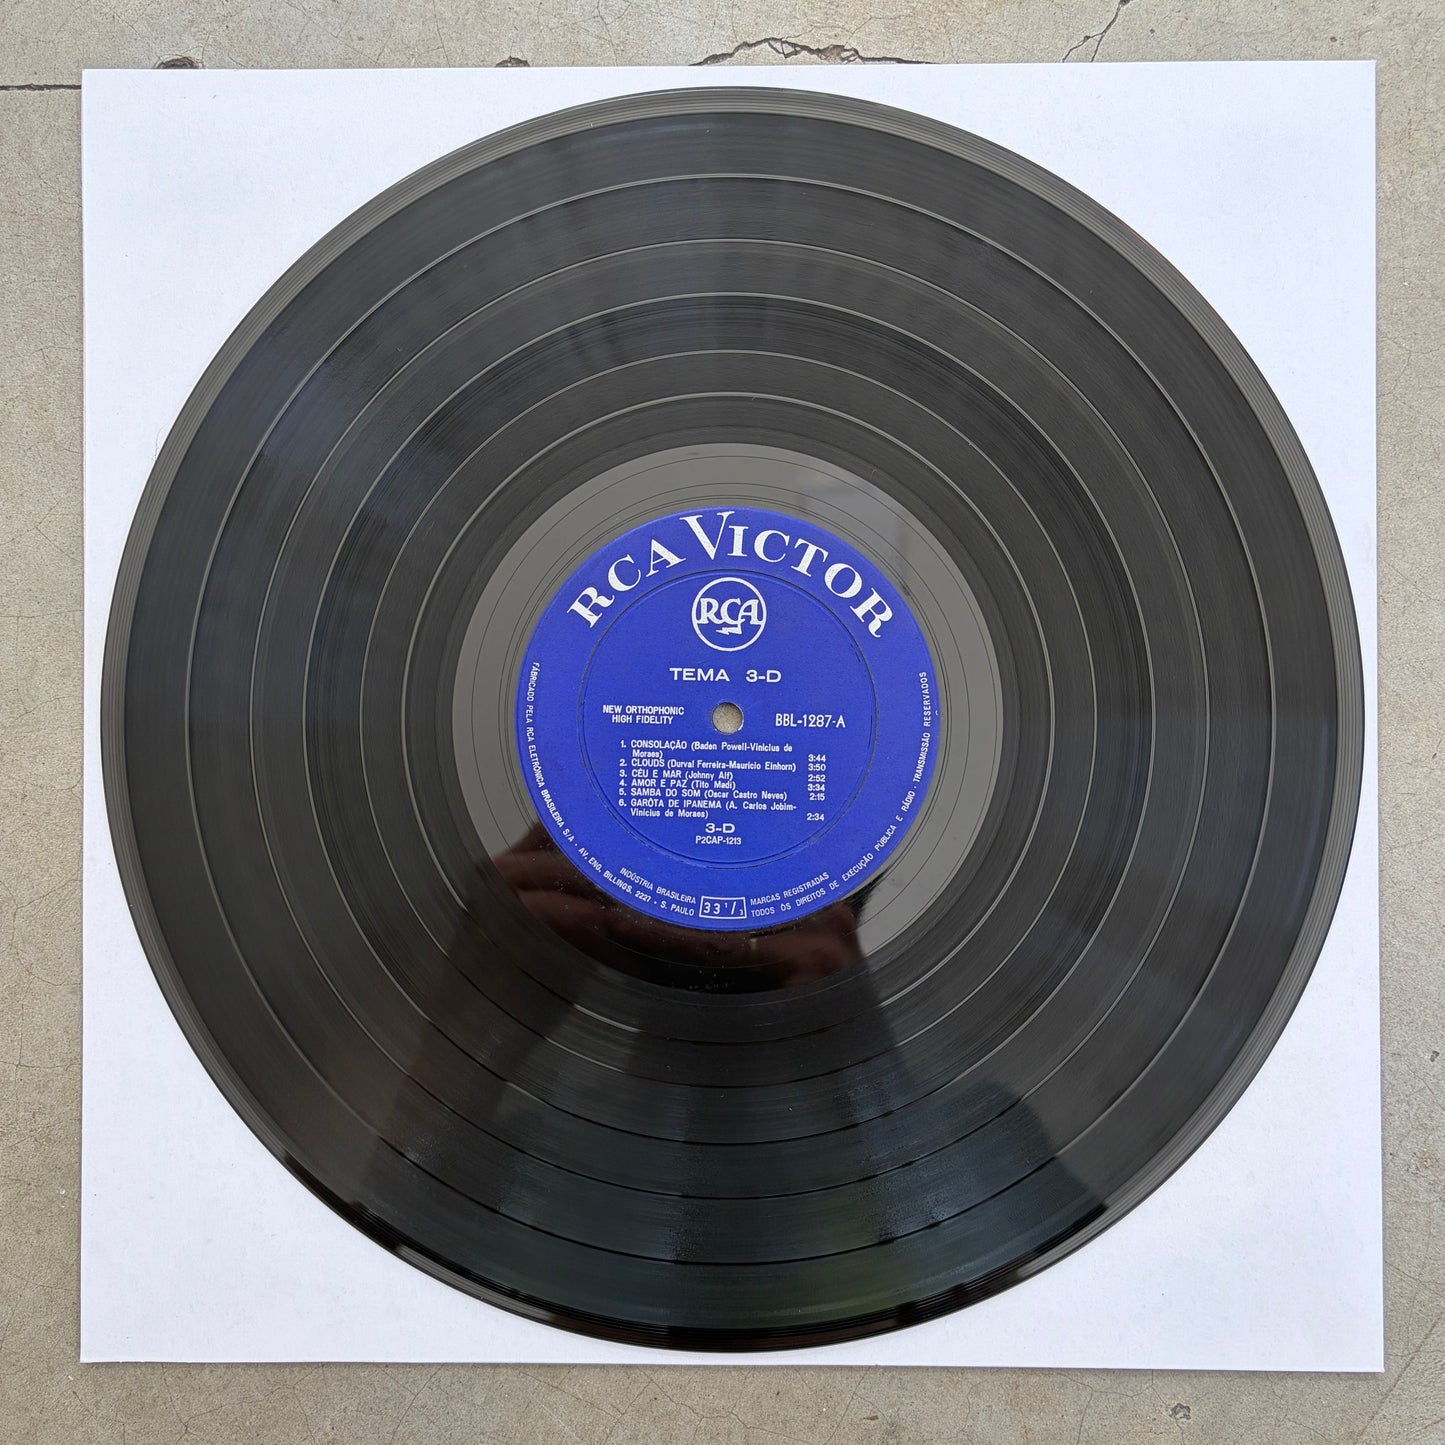 RCA VICTOR
RCA
TEMA 3-D
NEW ORTHOPHONIC
HIGH FIDELITY
BBL-1287-A
1. CONSOLAÇÃO (Baden Powell-Vinicius de
Moraes) 3:44
2. CLOUDS (Durval Ferreira-Maurício Einhorn) 3:50
3. CÉU E MAR (Johnny Alf) 2:52
4. AMOR E PAZ (Tito Madi) 3:34
5. SAMBA DO SOM (Oscar Castro Neves) 2:15
6. GARÔTA DE IPANEMA (A. Carlos Jobim-
Vinícius de Moraes) 2:34
3-D
P2CAP-1213
FÁBRICADO PELA RCA ELETRÔNICA BRASILEIRA S/A · AV. ENG. BILLINGS, 2227 · S. PAULO
INDÚSTRIA BRASILEIRA
33 1/3
MARCAS REGISTRADAS
TODOS OS DIREITOS DE EXECUÇÃO PÚBLICA E RÁDIO · TRANSMISSÃO RESERVADOS